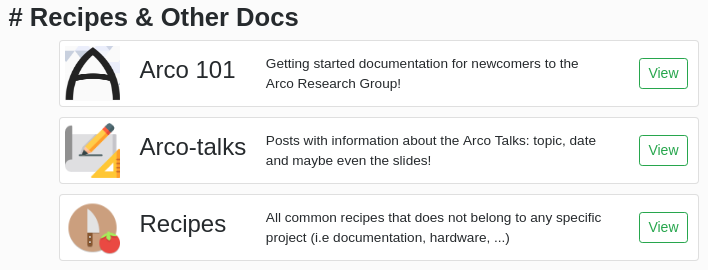 # Recipes & Other Docs
Arco 101
Getting started documentation for newcomers to the
Arco Research Group!
View
Arco-talks
Posts with information about the Arco Talks: topic, date
and maybe even the slides!
View
Recipes
All common recipes that does not belong to any specific
project (i.e documentation, hardware, ...)
View